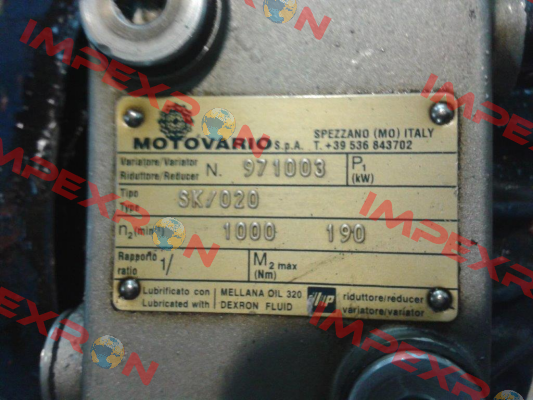 MOTOVARIO S.p.A.
SPEZZANO (MO) ITALY
T. +39 536 843702
Variatore/Variator
Riduttore/Reducer N. 971003 P1 (kW)
Tipo
Type SK/020
n2 (min-1) 1000 190
Rapporto
ratio 1/ M2 max (Nm)
Lubrificato con MELLANA OIL 320 riduttore/reducer
Lubricated with DEXRON FLUID variatore/variator
IMPEXRON
IMPEXRON
IMPEXRON
IMPEXRON